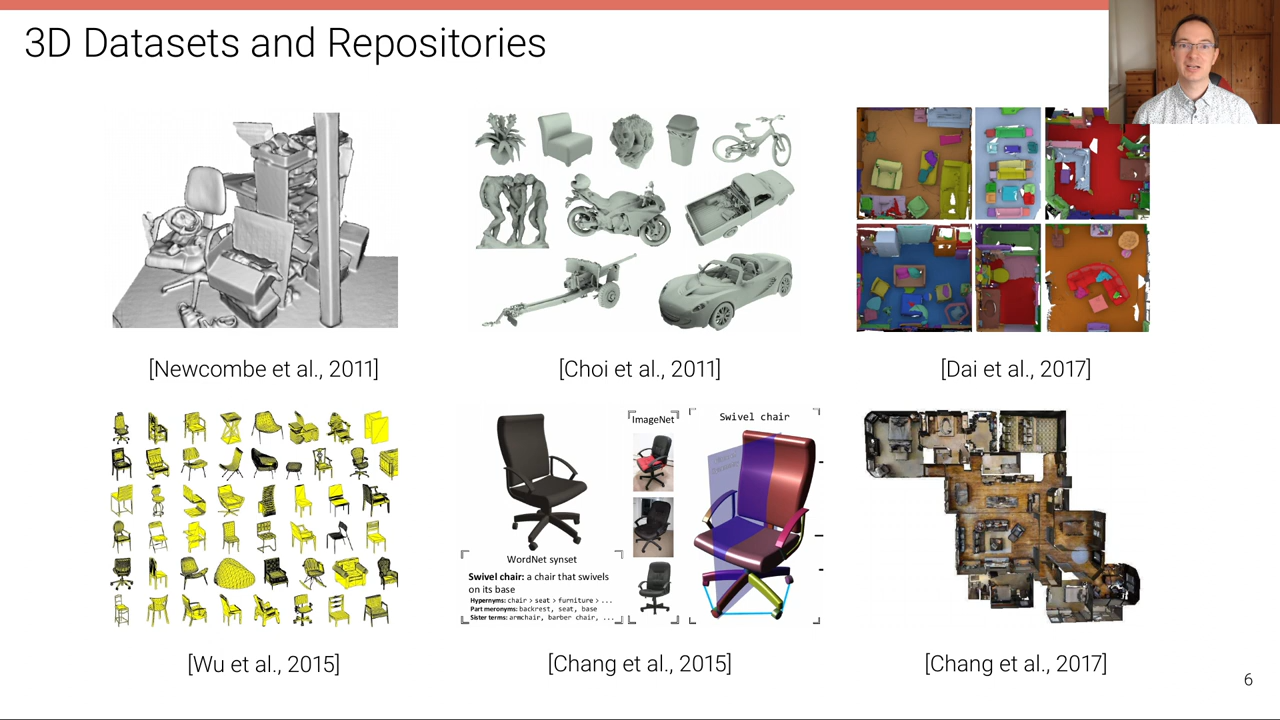 3D Datasets and Repositories
[Newcombe et al., 2011]
[Choi et al., 2011]
[Dai et al., 2017]
ImageNet
Swivel chair
WordNet synset
Swivel chair: a chair that swivels
on its base
Hypernyms: chair > seat > furniture > ...
Part meronyms: backrest, seat, base
Sister terms: armchair, barber chair, ...
[Wu et al., 2015]
[Chang et al., 2015]
[Chang et al., 2017]
6